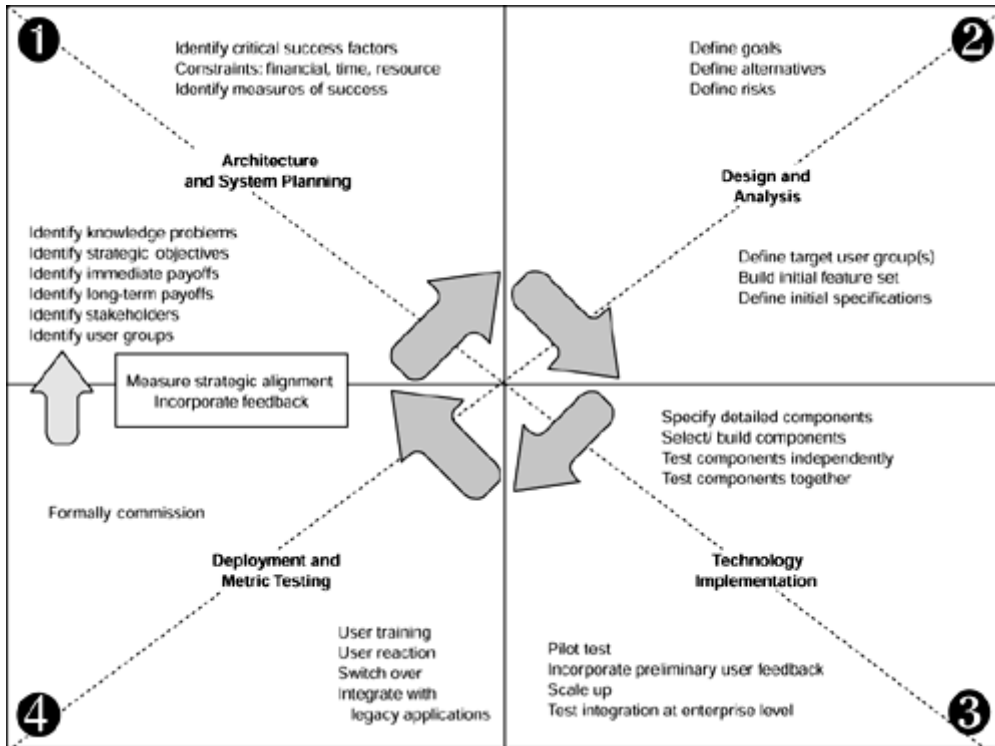 1
Identify critical success factors
Constraints: financial, time, resource
Identify measures of success
Architecture
and System Planning
Identify knowledge problems
Identify strategic objectives
Identify immediate payoffs
Identify long-term payoffs
Identify stakeholders
Identify user groups
2
Define goals
Define alternatives
Define risks
Design and
Analysis
Define target user group(s)
Build initial feature set
Define initial specifications
Specify detailed components
Select/ build components
Test components independently
Test components together
Technology
Implementation
Pilot test
Incorporate preliminary user feedback
Scale up
Test integration at enterprise level
3
Measure strategic alignment
Incorporate feedback
Formally commission
Deployment and
Metric Testing
User training
User reaction
Switch over
Integrate with
legacy applications
4